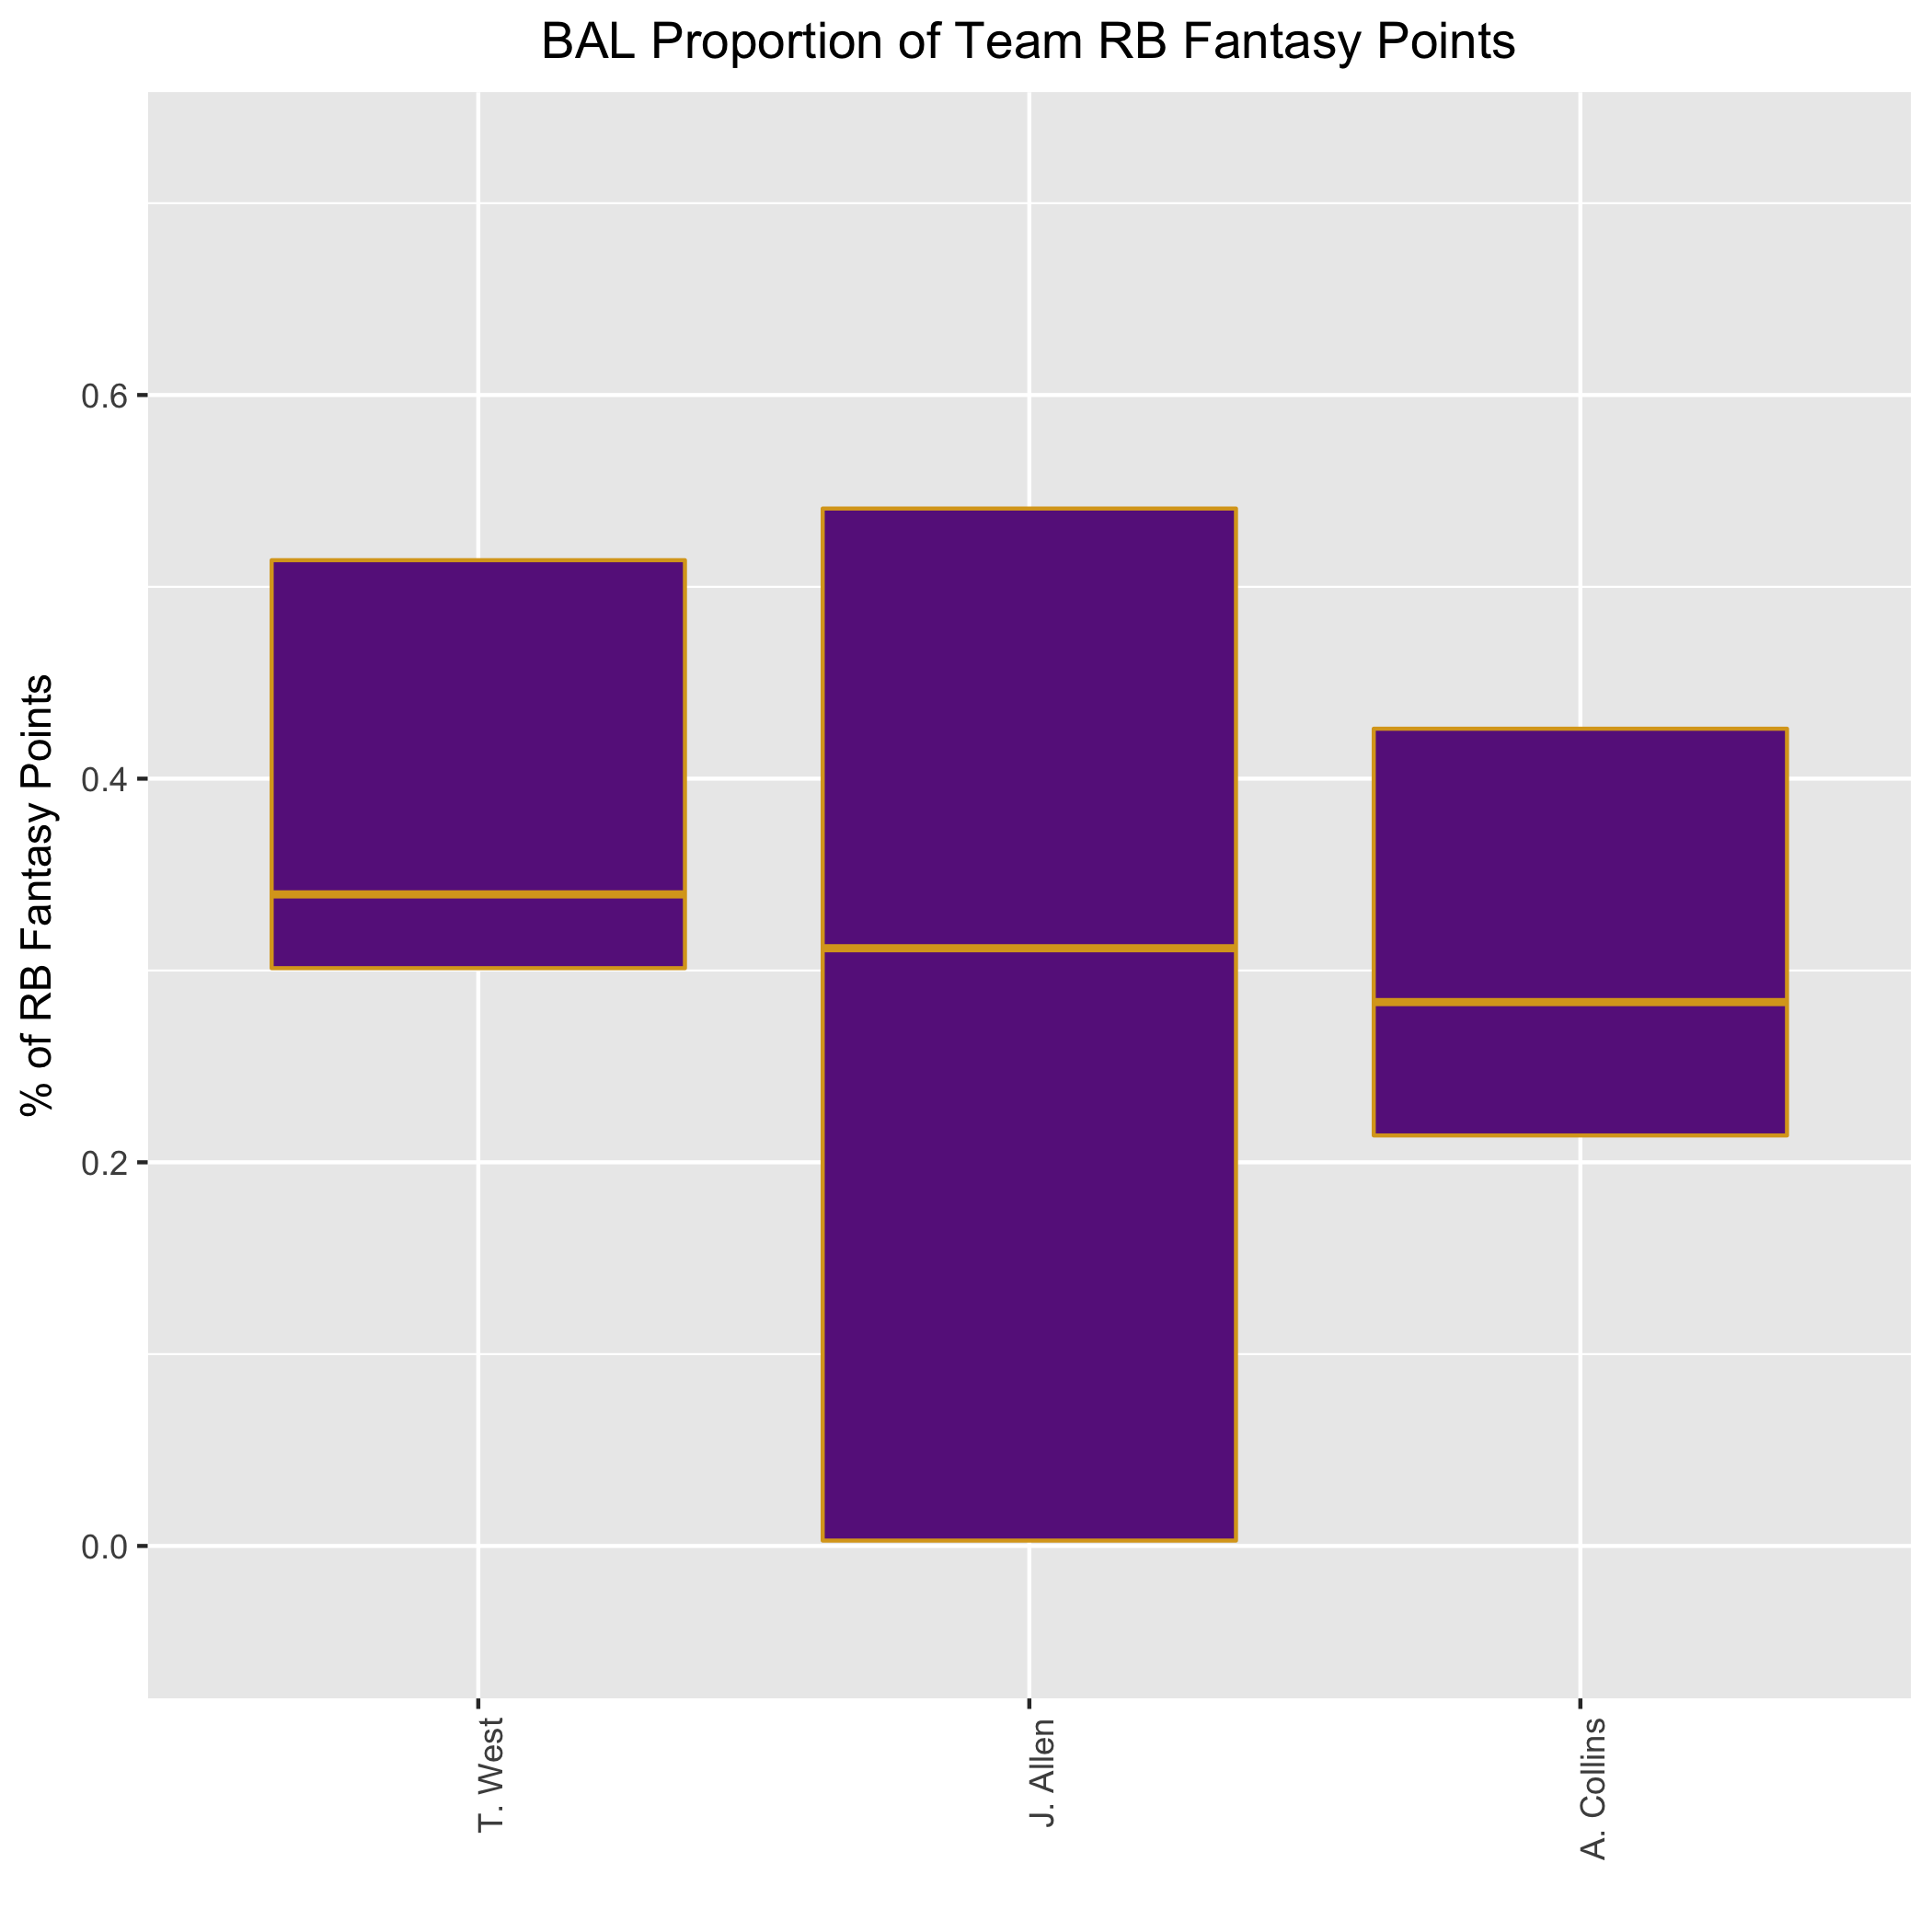 BAL Proportion of Team RB Fantasy Points
% of RB Fantasy Points
0.6
0.4
0.2
0.0
T. West
J. Allen
A. Collins